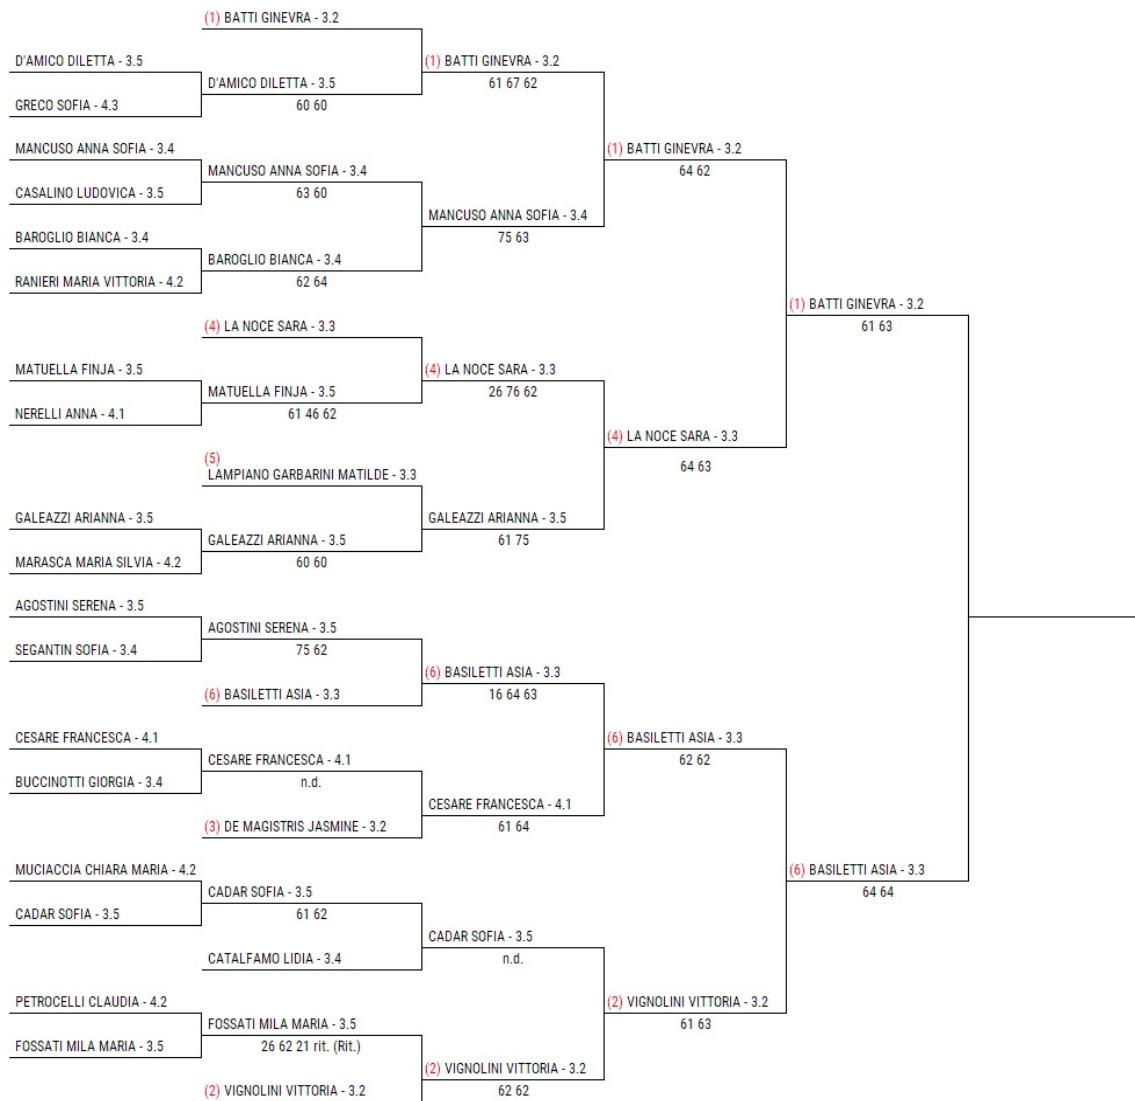 (1) BATTI GINEVRA - 3.2
D'AMICO DILETTA - 3.5
(1) BATTI GINEVRA - 3.2
D'AMICO DILETTA - 3.5
61 67 62
GRECO SOFIA - 4.3
60 60
MANCUSO ANNA SOFIA - 3.4
(1) BATTI GINEVRA - 3.2
MANCUSO ANNA SOFIA - 3.4
64 62
CASALINO LUDOVICA - 3.5
63 60
MANCUSO ANNA SOFIA - 3.4
BAROGLIO BIANCA - 3.4
75 63
BAROGLIO BIANCA - 3.4
RANIERI MARIA VITTORIA - 4.2
62 64
(1) BATTI GINEVRA - 3.2
(4) LA NOCE SARA - 3.3
61 63
MATUELLA FINJA - 3.5
(4) LA NOCE SARA - 3.3
MATUELLA FINJA - 3.5
26 76 62
NERELLI ANNA - 4.1
61 46 62
(4) LA NOCE SARA - 3.3
(5)
64 63
LAMPIANO GARBARINI MATILDE - 3.3
GALEAZZI ARIANNA - 3.5
GALEAZZI ARIANNA - 3.5
GALEAZZI ARIANNA - 3.5
61 75
MARASCA MARIA SILVIA - 4.2
60 60
AGOSTINI SERENA - 3.5
AGOSTINI SERENA - 3.5
SEGANTIN SOFIA - 3.4
75 62
(6) BASILETTI ASIA - 3.3
(6) BASILETTI ASIA - 3.3
16 64 63
CESARE FRANCESCA - 4.1
(6) BASILETTI ASIA - 3.3
CESARE FRANCESCA - 4.1
62 62
BUCCINOTTI GIORGIA - 3.4
n.d.
CESARE FRANCESCA - 4.1
(3) DE MAGISTRIS JASMINE - 3.2
61 64
MUCIACCIA CHIARA MARIA - 4.2
(6) BASILETTI ASIA - 3.3
CADAR SOFIA - 3.5
64 64
CADAR SOFIA - 3.5
61 62
CADAR SOFIA - 3.5
CATALFAMO LIDIA - 3.4
n.d.
PETROCELLI CLAUDIA - 4.2
(2) VIGNOLINI VITTORIA - 3.2
FOSSATI MILA MARIA - 3.5
61 63
FOSSATI MILA MARIA - 3.5
26 62 21 rit. (Rit.)
(2) VIGNOLINI VITTORIA - 3.2
(2) VIGNOLINI VITTORIA - 3.2
62 62